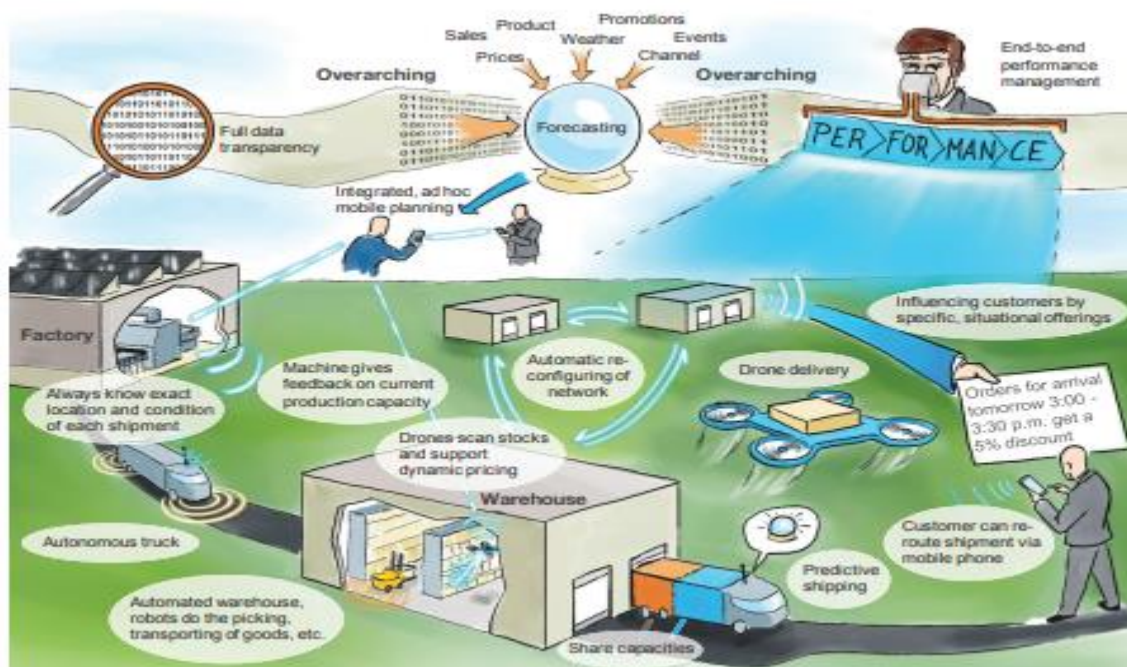 Promotions
Product
Sales
Weather
Events
Prices
Channel
Overarching
Overarching
End-to-end
performance
management
Full data
transparency
Forecasting
PER FOR MAN CE
Integrated, ad hoc
mobile planning
Factory
Influencing customers by
specific, situational offerings
Machine gives
feedback on current
production capacity
Automatic re-
configuring of
network
Drone delivery
Always know exact
location and condition
of each shipment
Orders for arrival
tomorrow 3:00 -
3:30 p.m. get a
5% discount
Drones scan stocks
and support
dynamic pricing
Warehouse
Autonomous truck
Customer can re-
route shipment via
mobile phone
Predictive
shipping
Automated warehouse,
robots do the picking,
transporting of goods, etc.
Share capacities